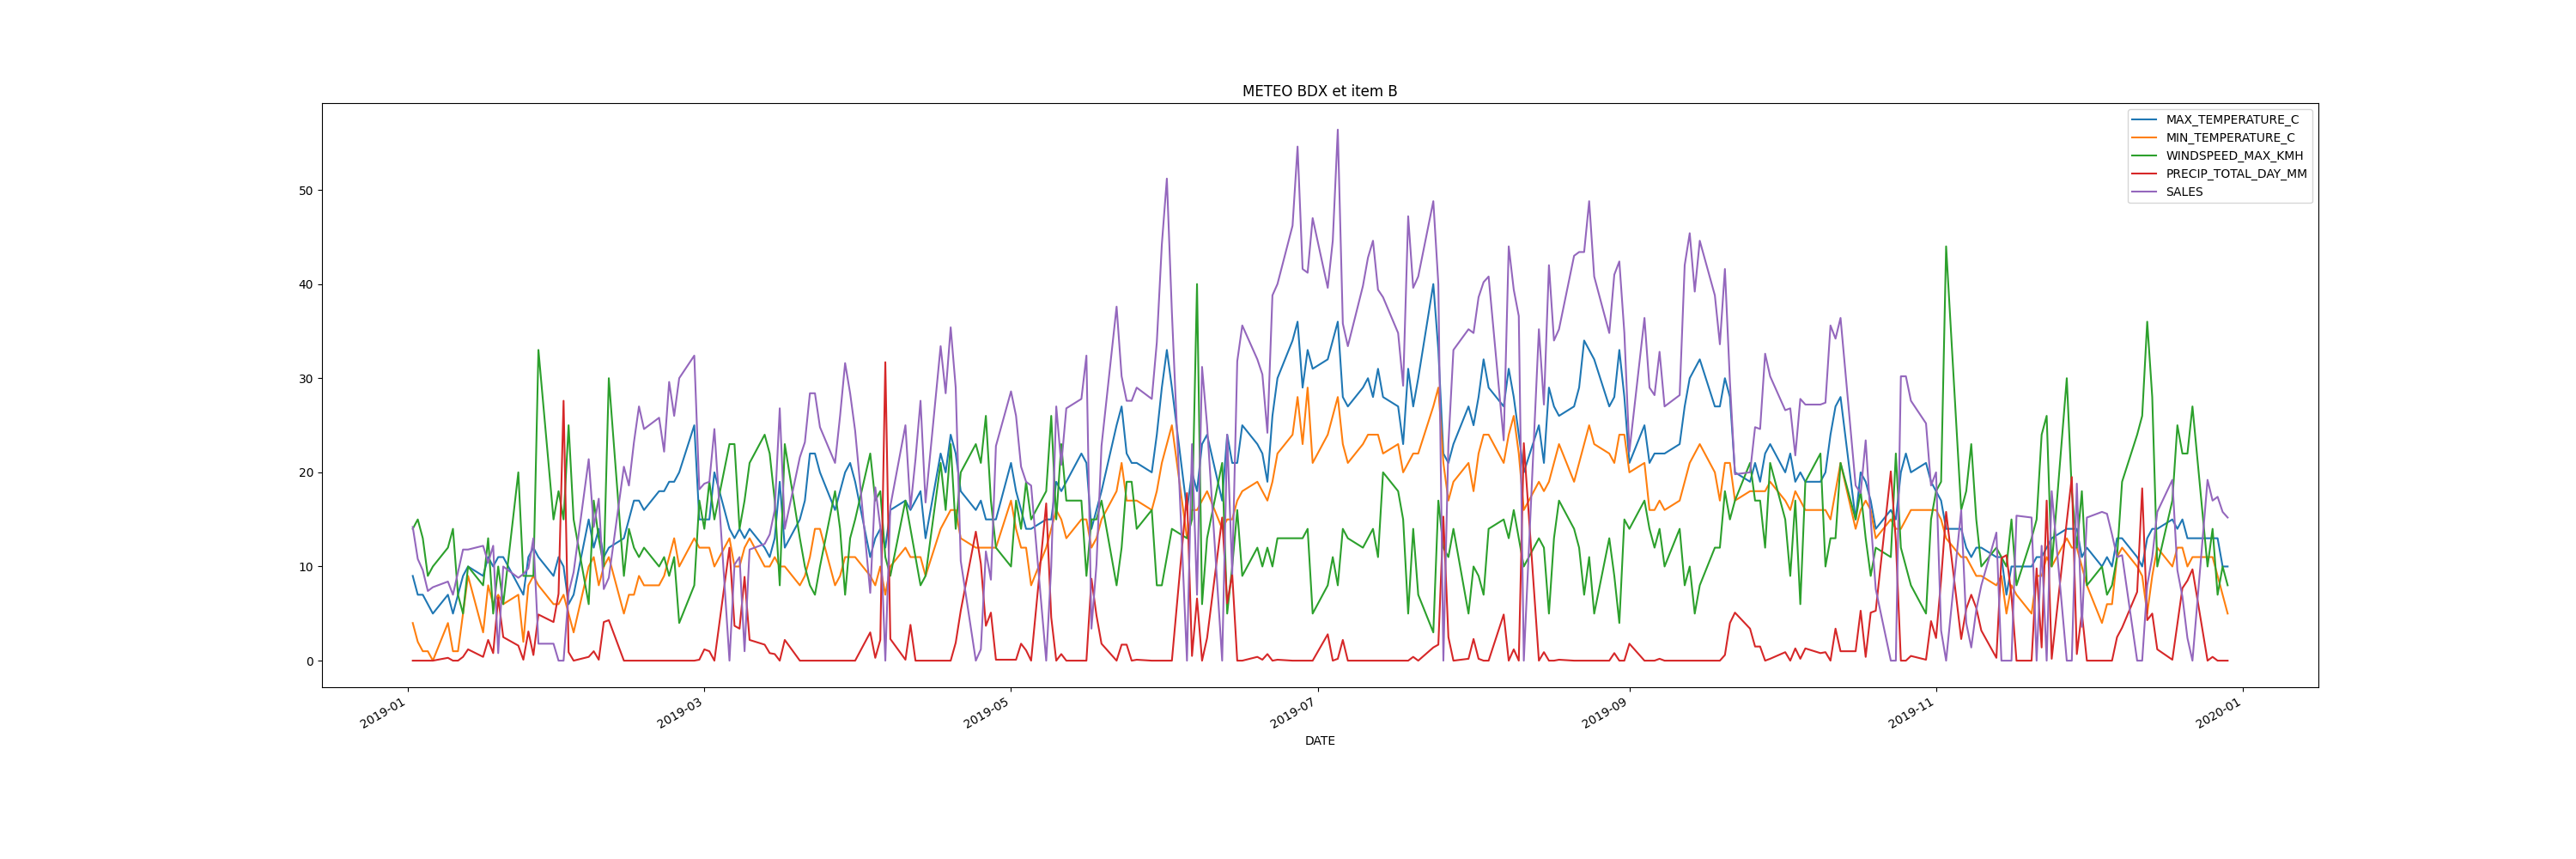 METEO BDX et item B
MAX_TEMPERATURE_C
MIN_TEMPERATURE_C
WINDSPEED_MAX_KMH
PRECIP_TOTAL_DAY_MM
SALES
50
40
30
20
10
0
2019-01
2019-03
2019-05
2019-07
2019-09
2019-11
2020-01
DATE